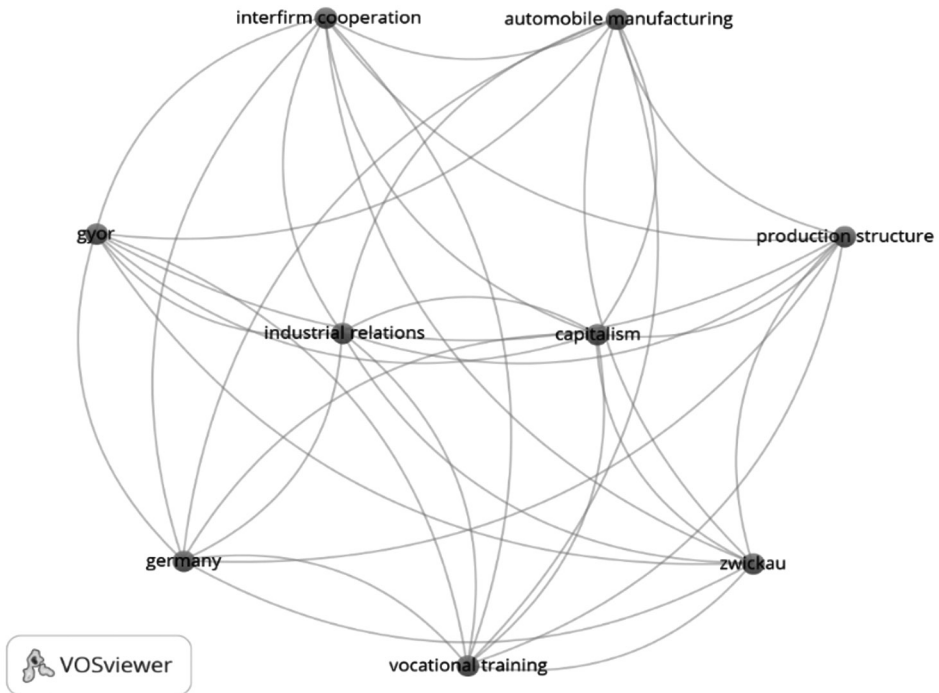 interfirm cooperation
automobile manufacturing
gyor
production structure
industrial relations
capitalism
germany
zwickau
vocational training
VOSviewer